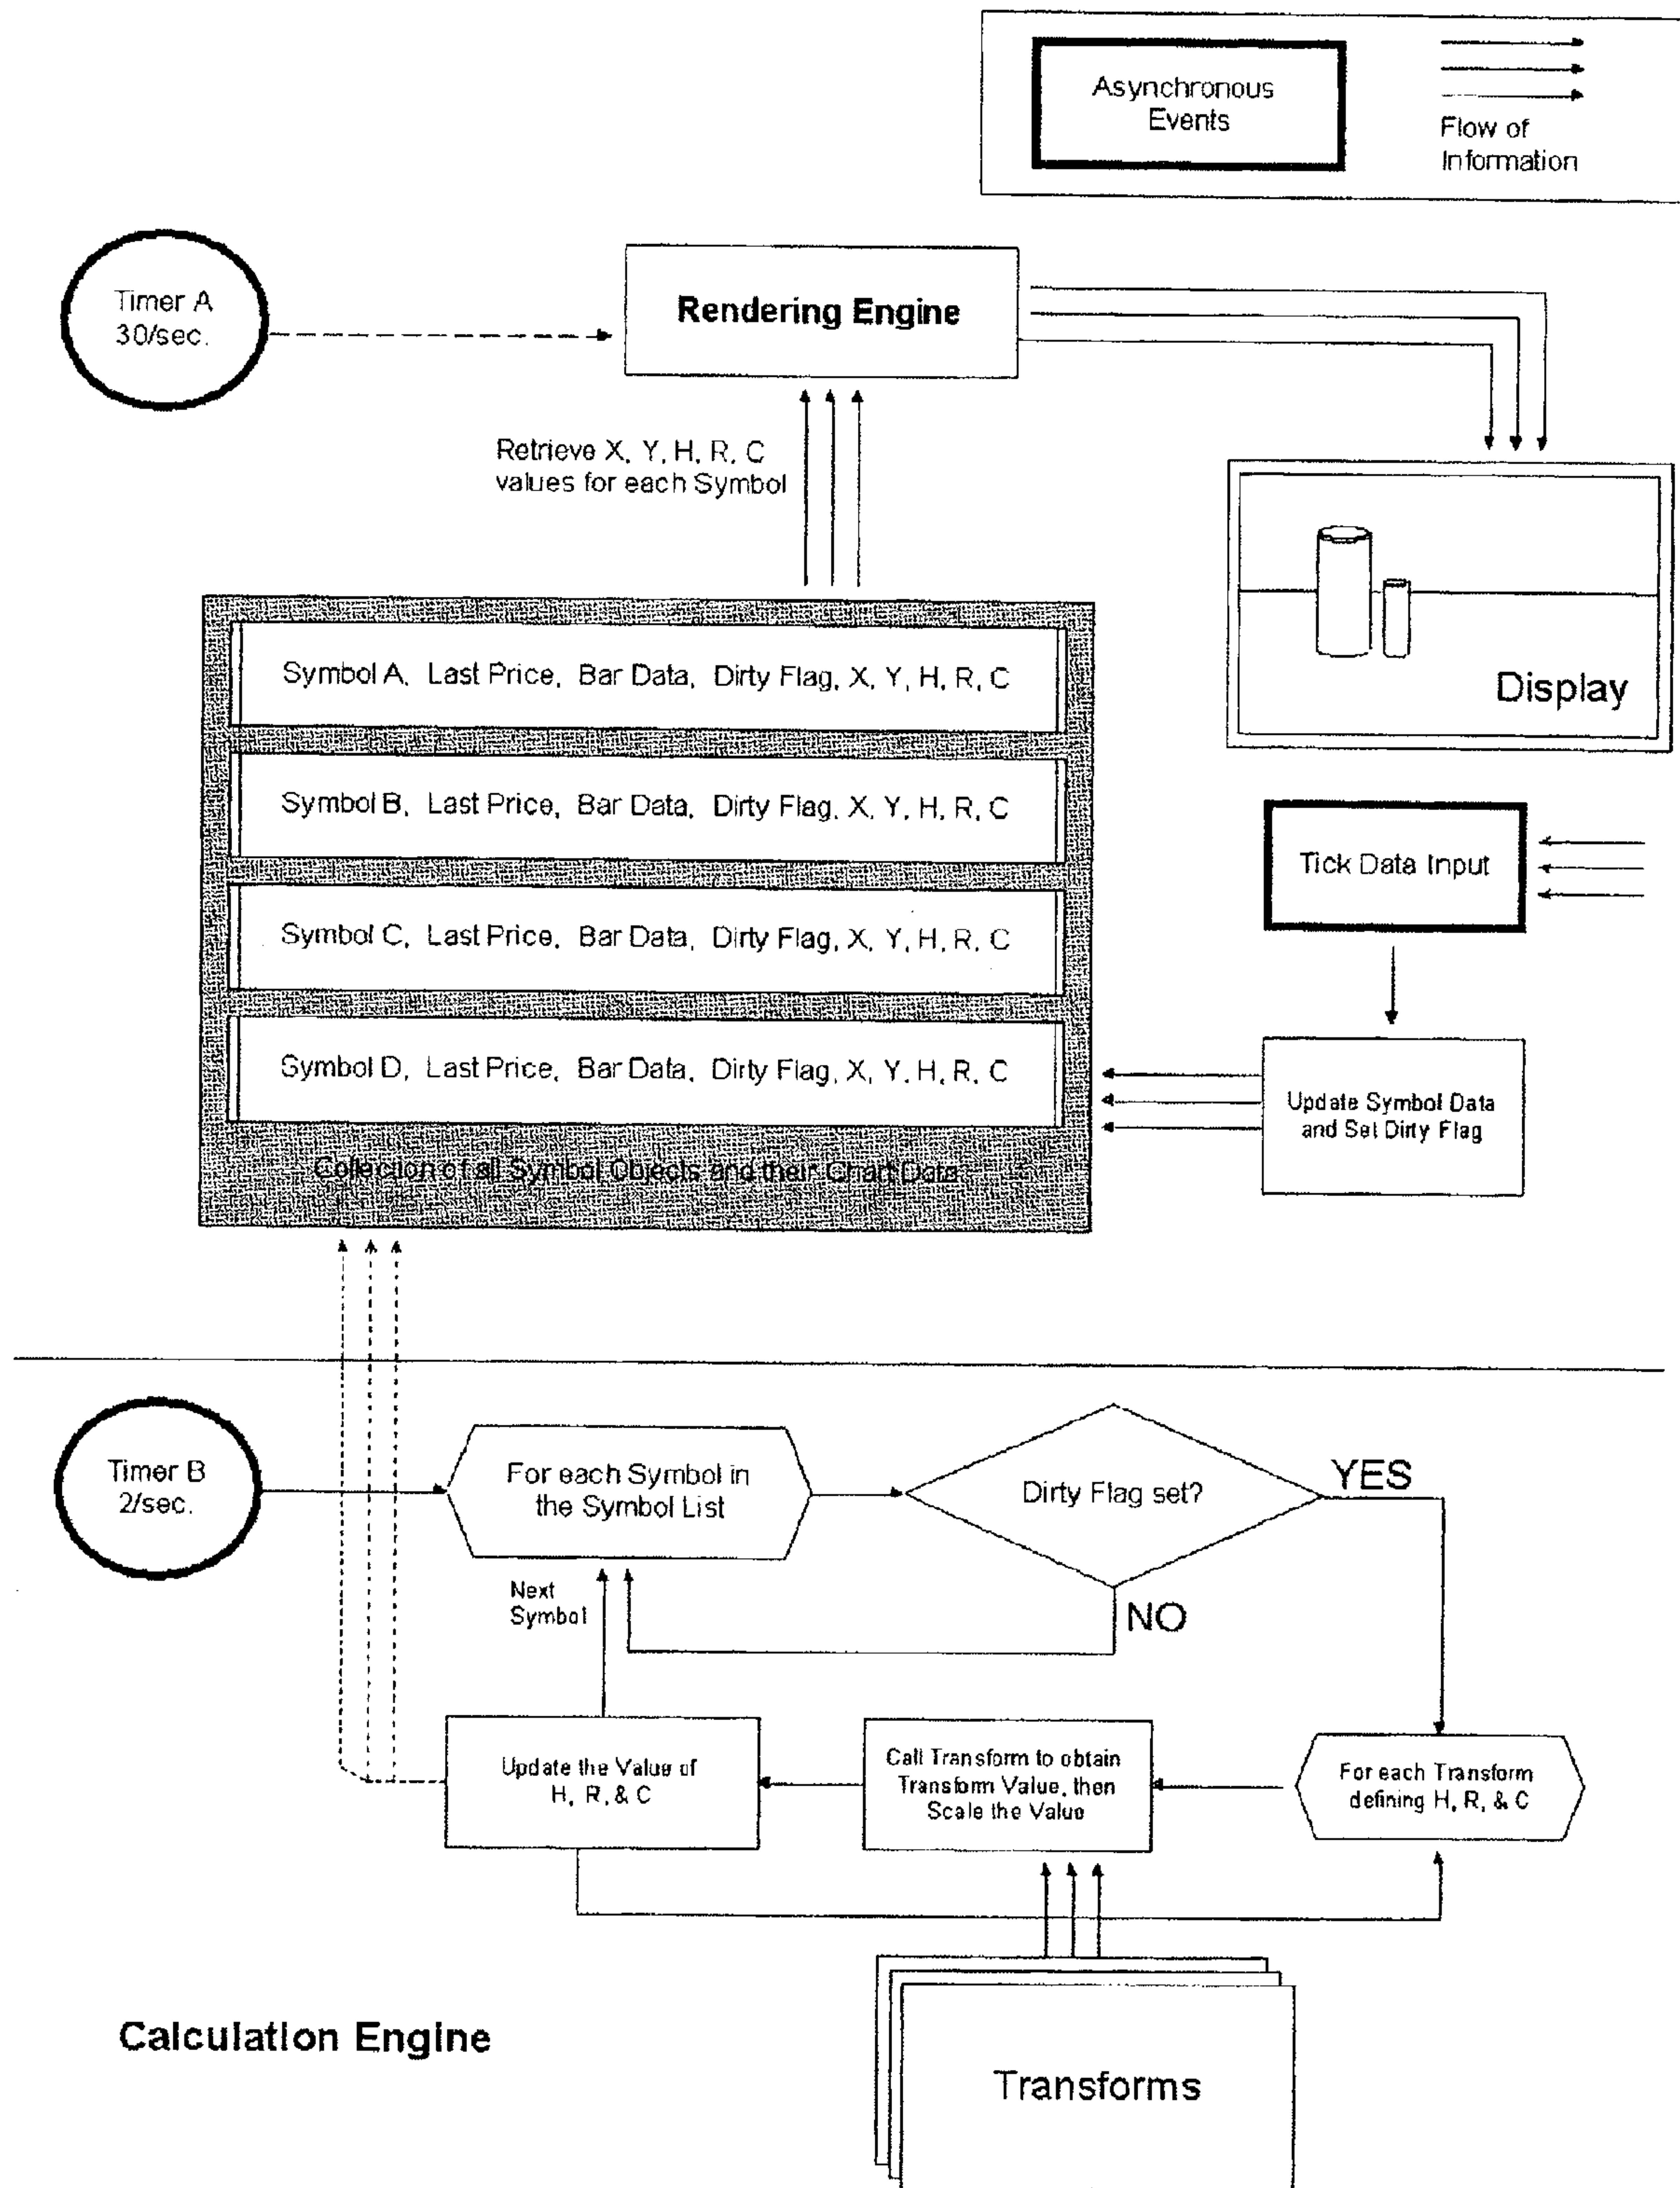 Asynchronous
Events
Flow of
Information
Timer A
30/sec.
Rendering Engine
Retrieve X, Y, H, R, C
values for each Symbol
Symbol A, Last Price, Bar Data, Dirty Flag, X, Y, H, R, C
Symbol B, Last Price, Bar Data, Dirty Flag, X, Y, H, R, C
Symbol C, Last Price, Bar Data, Dirty Flag, X, Y, H, R, C
Symbol D, Last Price, Bar Data, Dirty Flag, X, Y, H, R, C
Collection of all Symbol Objects and their Chart Data
Display
Tick Data Input
Update Symbol Data
and Set Dirty Flag
Timer B
2/sec.
For each Symbol in
the Symbol List
Dirty Flag set?
YES
NO
Next
Symbol
Update the Value of
H, R, & C
Call Transform to obtain
Transform Value, then
Scale the Value
For each Transform
defining H, R, & C
Calculation Engine
Transforms